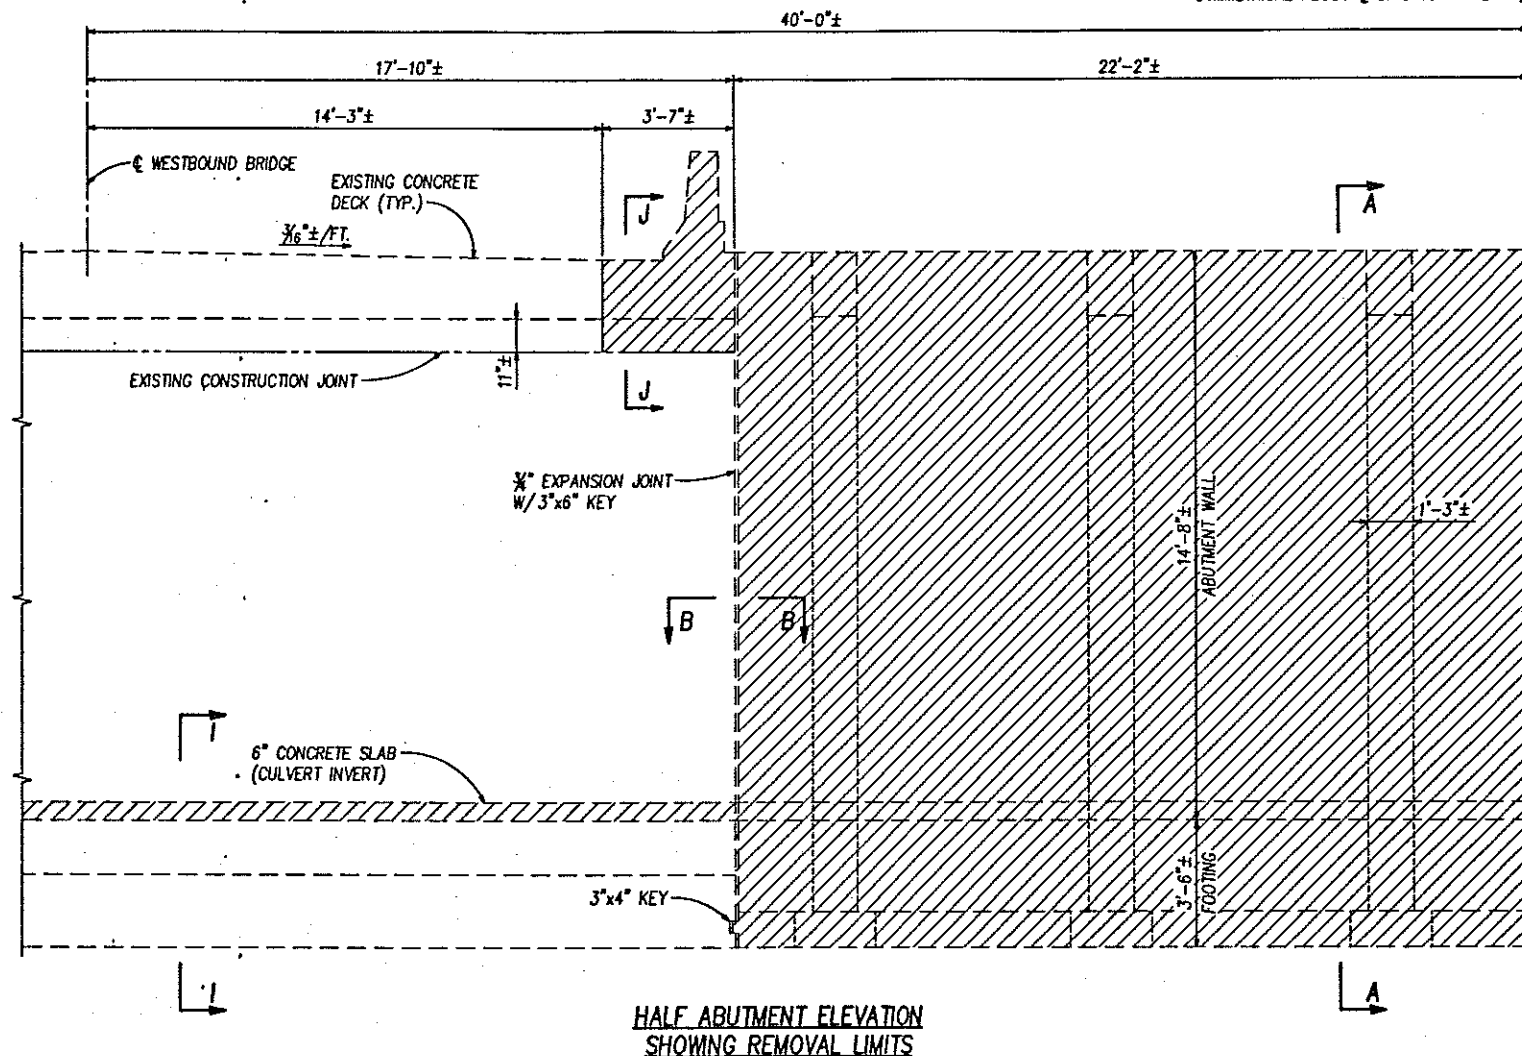 40'-0"±
17'-10"±
22'-2"±
14'-3"±
3'-7"±
℄ WESTBOUND BRIDGE
EXISTING CONCRETE
DECK (TYP.)
3/16"±/FT.
J
A
11"±
EXISTING CONSTRUCTION JOINT
J
3/4" EXPANSION JOINT
W/ 3"x6" KEY
14'-8"±
ABUTMENT WALL
1'-3"±
B
B
I
6" CONCRETE SLAB
(CULVERT INVERT)
3'-6"±
FOOTING
3"x4" KEY
I
A
HALF ABUTMENT ELEVATION
SHOWING REMOVAL LIMITS